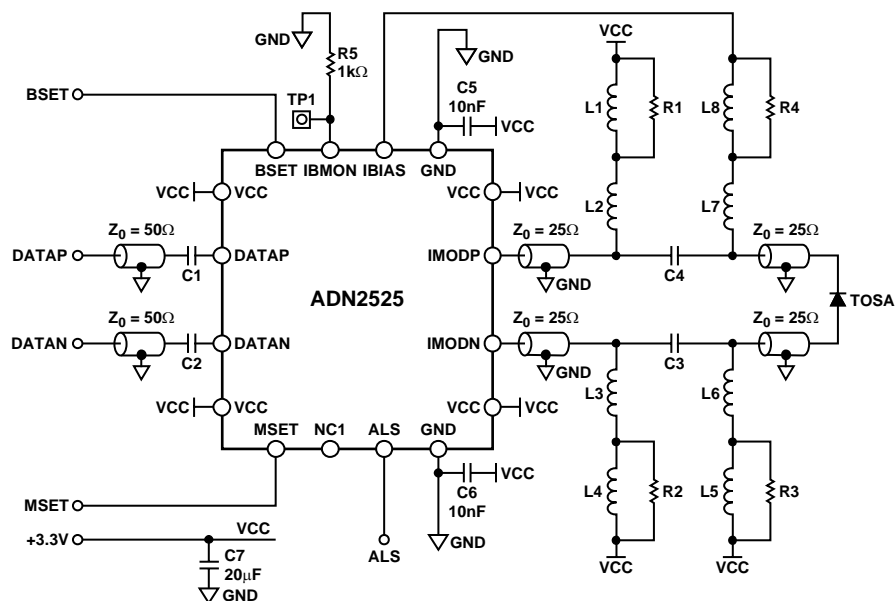 GND
R5
1kΩ
TP1
C5
10nF
VCC
GND
VCC
L1
R1
L8
R4
BSET
BSET
IBMON
IBIAS
GND
VCC
VCC
VCC
VCC
L2
L7
Z0 = 50Ω
Z0 = 25Ω
Z0 = 25Ω
DATAP
C1
DATAP
IMODP
GND
C4
ADN2525
TOSA
Z0 = 50Ω
Z0 = 25Ω
Z0 = 25Ω
DATAN
C2
DATAN
IMODN
GND
C3
L3
L6
VCC
VCC
VCC
VCC
MSET
NC1
ALS
GND
C6
10nF
VCC
L4
R2
L5
R3
MSET
+3.3V
VCC
GND
VCC
VCC
C7
20μF
GND
ALS